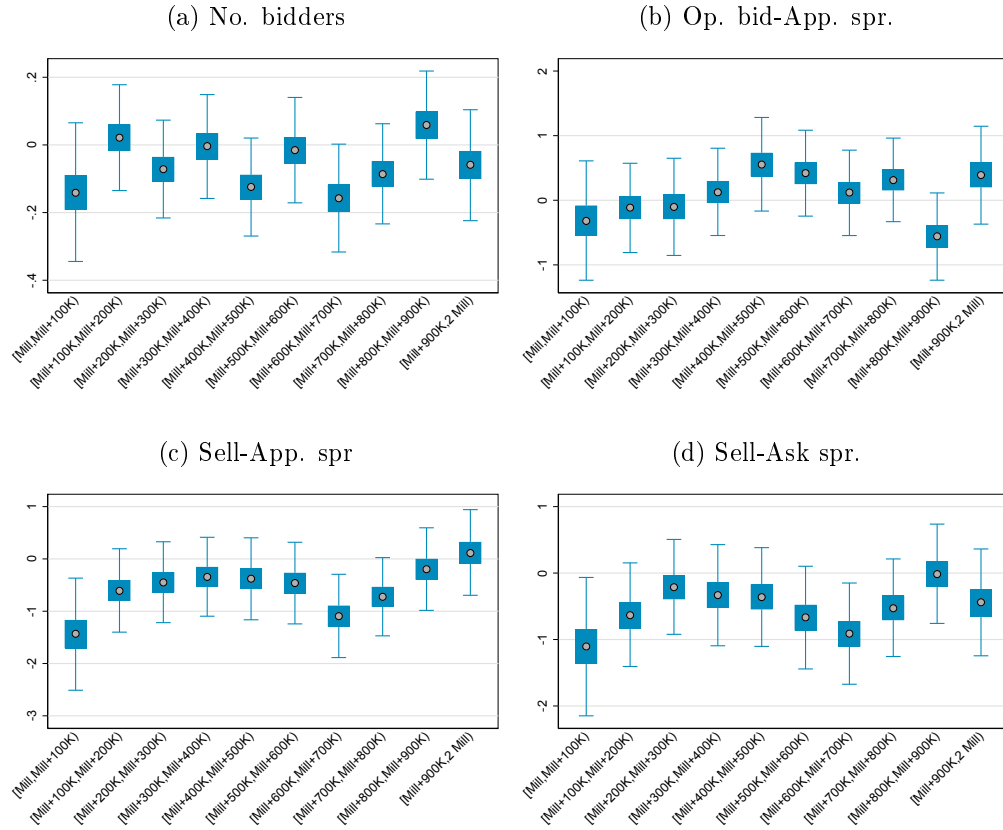 (a) No. bidders
.2
0
-.2
-.4
[Mill,Mill+100K)
[Mill+100K,Mill+200K)
[Mill+200K,Mill+300K)
[Mill+300K,Mill+400K)
[Mill+400K,Mill+500K)
[Mill+500K,Mill+600K)
[Mill+600K,Mill+700K)
[Mill+700K,Mill+800K)
[Mill+800K,Mill+900K)
[Mill+900K,2 Mill)
(b) Op. bid-App. spr.
2
1
0
-1
[Mill,Mill+100K)
[Mill+100K,Mill+200K)
[Mill+200K,Mill+300K)
[Mill+300K,Mill+400K)
[Mill+400K,Mill+500K)
[Mill+500K,Mill+600K)
[Mill+600K,Mill+700K)
[Mill+700K,Mill+800K)
[Mill+800K,Mill+900K)
[Mill+900K,2 Mill)
(c) Sell-App. spr
1
0
-1
-2
-3
[Mill,Mill+100K)
[Mill+100K,Mill+200K)
[Mill+200K,Mill+300K)
[Mill+300K,Mill+400K)
[Mill+400K,Mill+500K)
[Mill+500K,Mill+600K)
[Mill+600K,Mill+700K)
[Mill+700K,Mill+800K)
[Mill+800K,Mill+900K)
[Mill+900K,2 Mill)
(d) Sell-Ask spr.
1
0
-1
-2
[Mill,Mill+100K)
[Mill+100K,Mill+200K)
[Mill+200K,Mill+300K)
[Mill+300K,Mill+400K)
[Mill+400K,Mill+500K)
[Mill+500K,Mill+600K)
[Mill+600K,Mill+700K)
[Mill+700K,Mill+800K)
[Mill+800K,Mill+900K)
[Mill+900K,2 Mill)